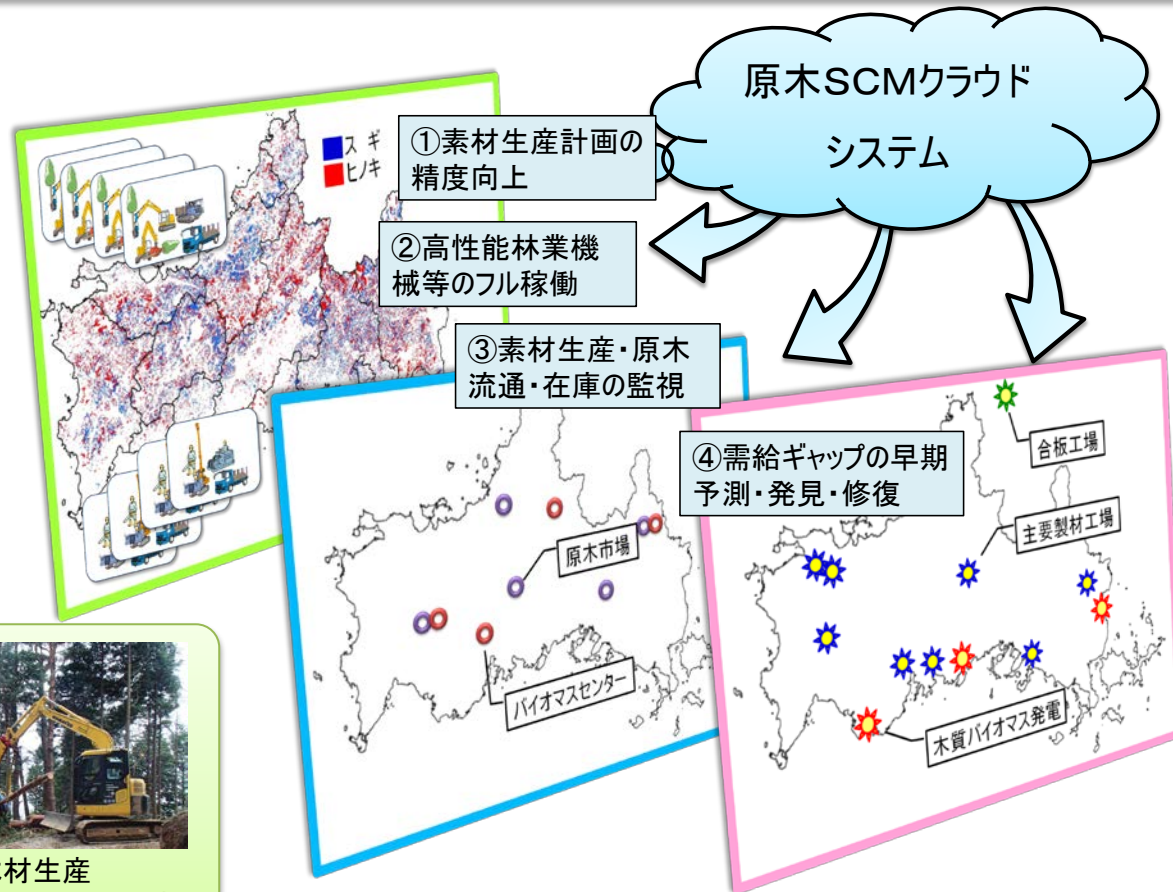 原木SCMクラウド
システム
スギ
ヒノキ
①素材生産計画の
精度向上
②高性能林業機
械等のフル稼働
③素材生産・原木
流通・在庫の監視
④需給ギャップの早期
予測・発見・修復
合板工場
主要製材工場
原木市場
バイオマスセンター
木質バイオマス発電
材生産